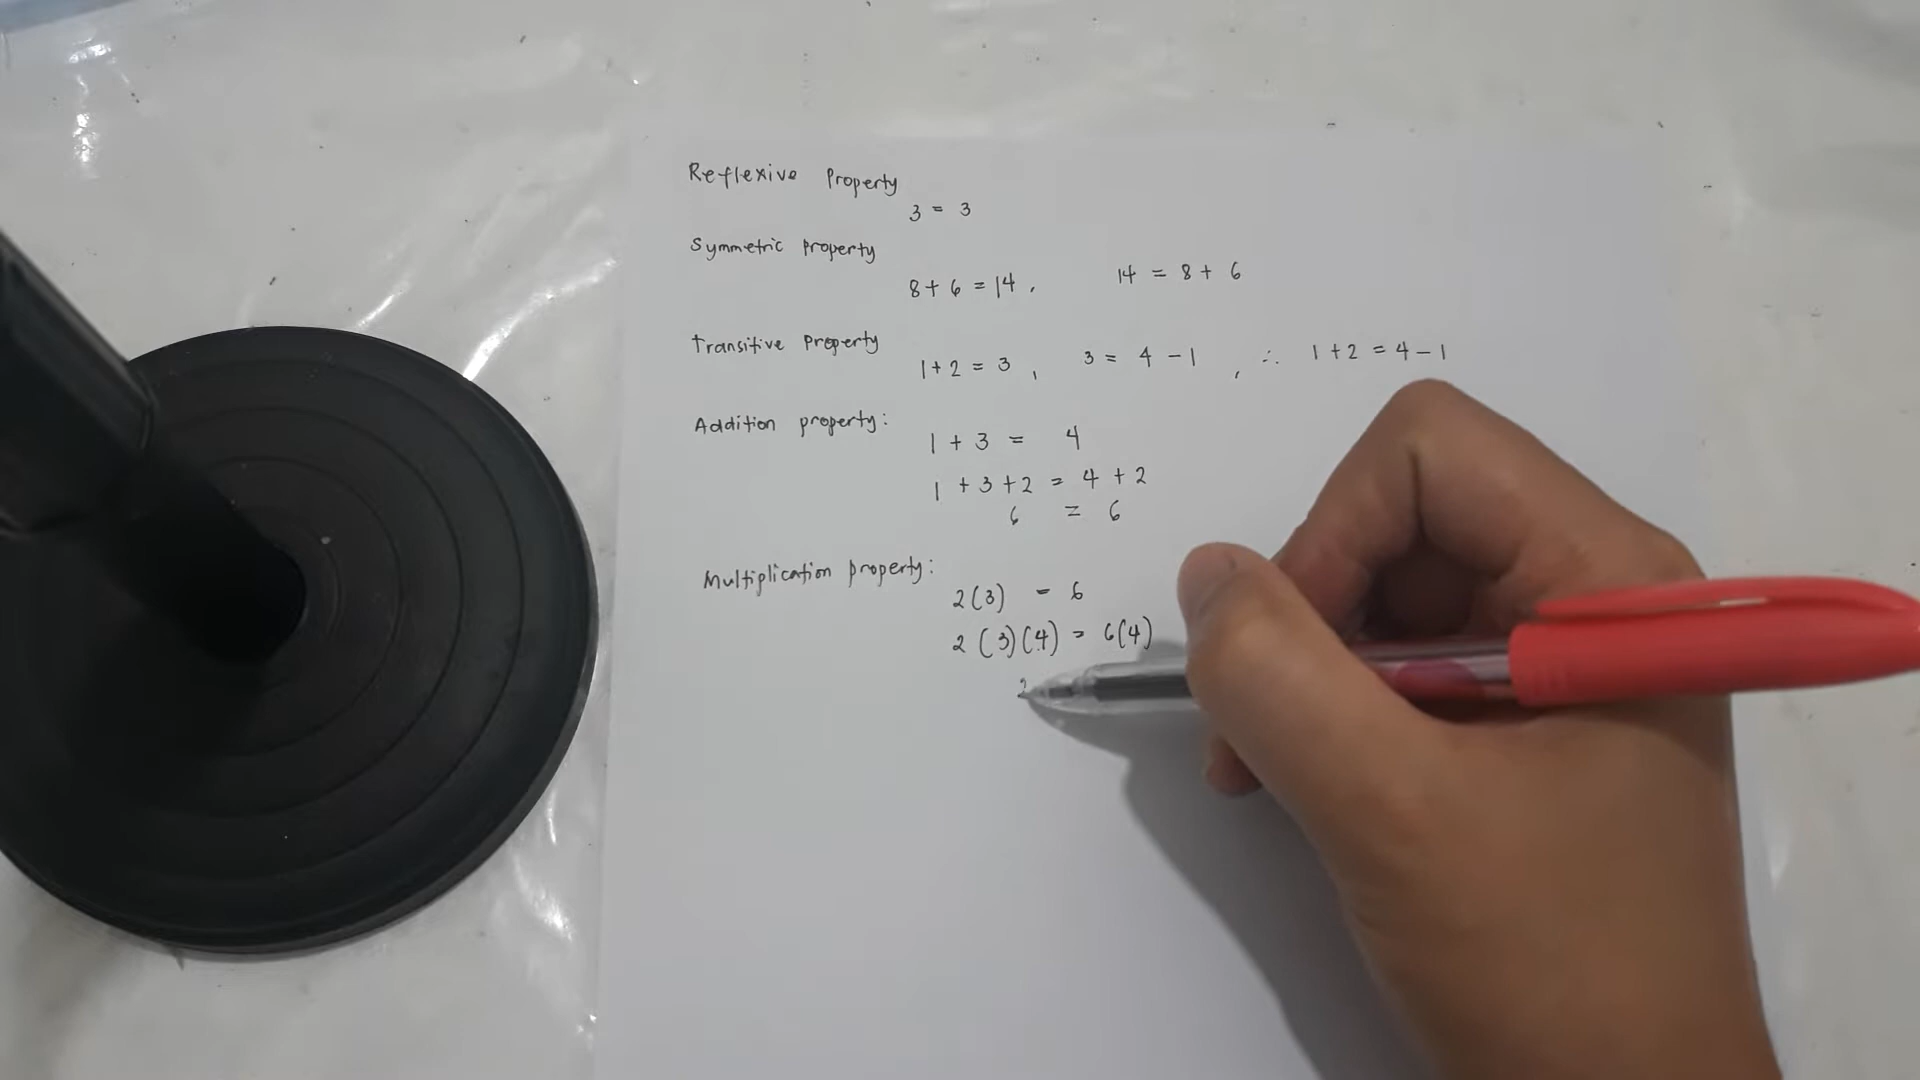 Reflexive Property
3 = 3
Symmetric Property
8 + 6 = 14, 14 = 8 + 6
Transitive Property
1 + 2 = 3, 3 = 4 - 1, ∴ 1 + 2 = 4 - 1
Addition property:
1 + 3 = 4
1 + 3 + 2 = 4 + 2
6 = 6
Multiplication property:
2(3) = 6
2(3)(4) = 6(4)
2